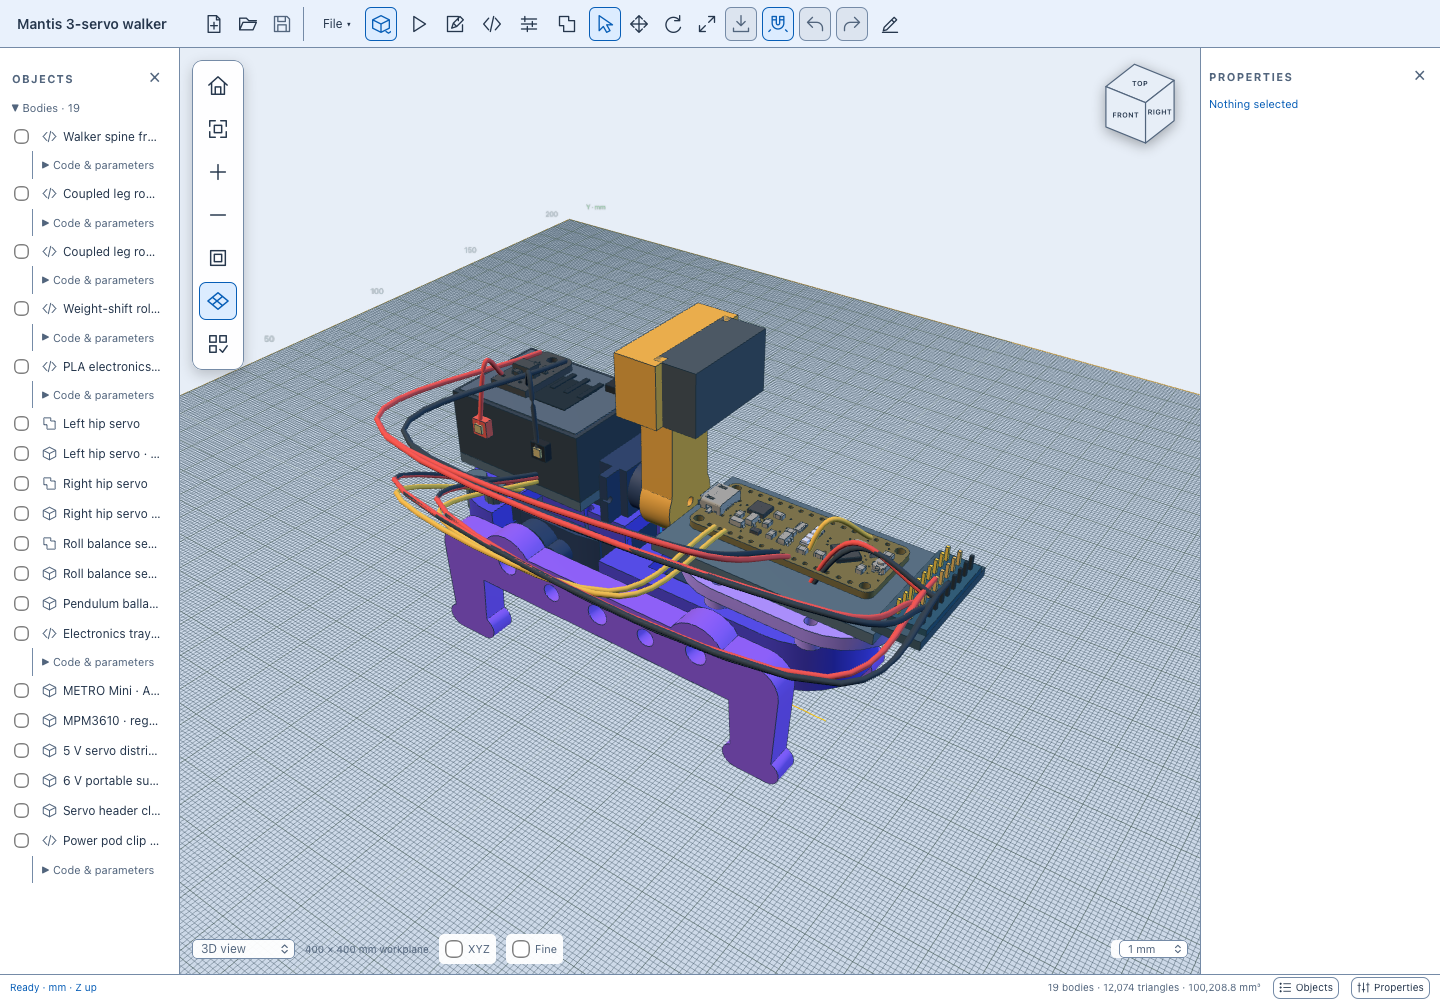 Mantis 3-servo walker
File
OBJECTS
Bodies · 19
Walker spine fr...
Code & parameters
Coupled leg ro...
Code & parameters
Coupled leg ro...
Code & parameters
Weight-shift rol...
Code & parameters
PLA electronics...
Code & parameters
Left hip servo
Left hip servo · ...
Right hip servo
Right hip servo ...
Roll balance se...
Roll balance se...
Pendulum balla...
Electronics tray...
Code & parameters
METRO Mini · A...
MPM3610 · reg...
5 V servo distri...
6 V portable su...
Servo header cl...
Power pod clip ...
Code & parameters
TOP
FRONT
RIGHT
200
Y · mm
150
100
50
3D view
400 × 400 mm workplane
XYZ
Fine
1 mm
PROPERTIES
Nothing selected
Ready · mm · Z up
19 bodies · 12,074 triangles · 100,208.8 mm³
Objects
Properties